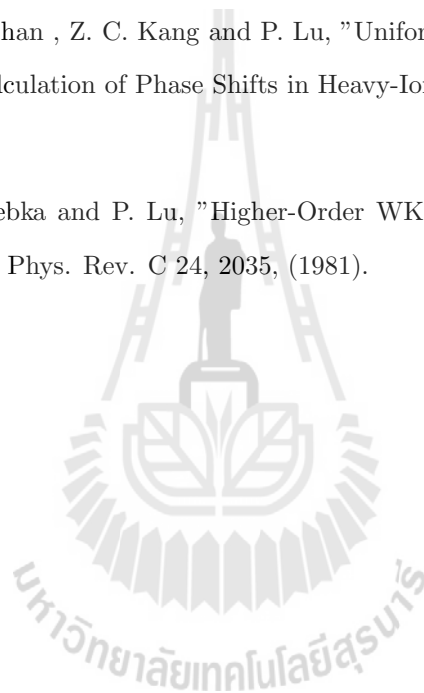 han , Z. C. Kang and P. Lu, ”Unifor
lculation of Phase Shifts in Heavy-Io
ebka and P. Lu, ”Higher-Order WK
Phys. Rev. C 24, 2035, (1981).
มหาวิทยาลัยเทคโนโลยีสุรนารี